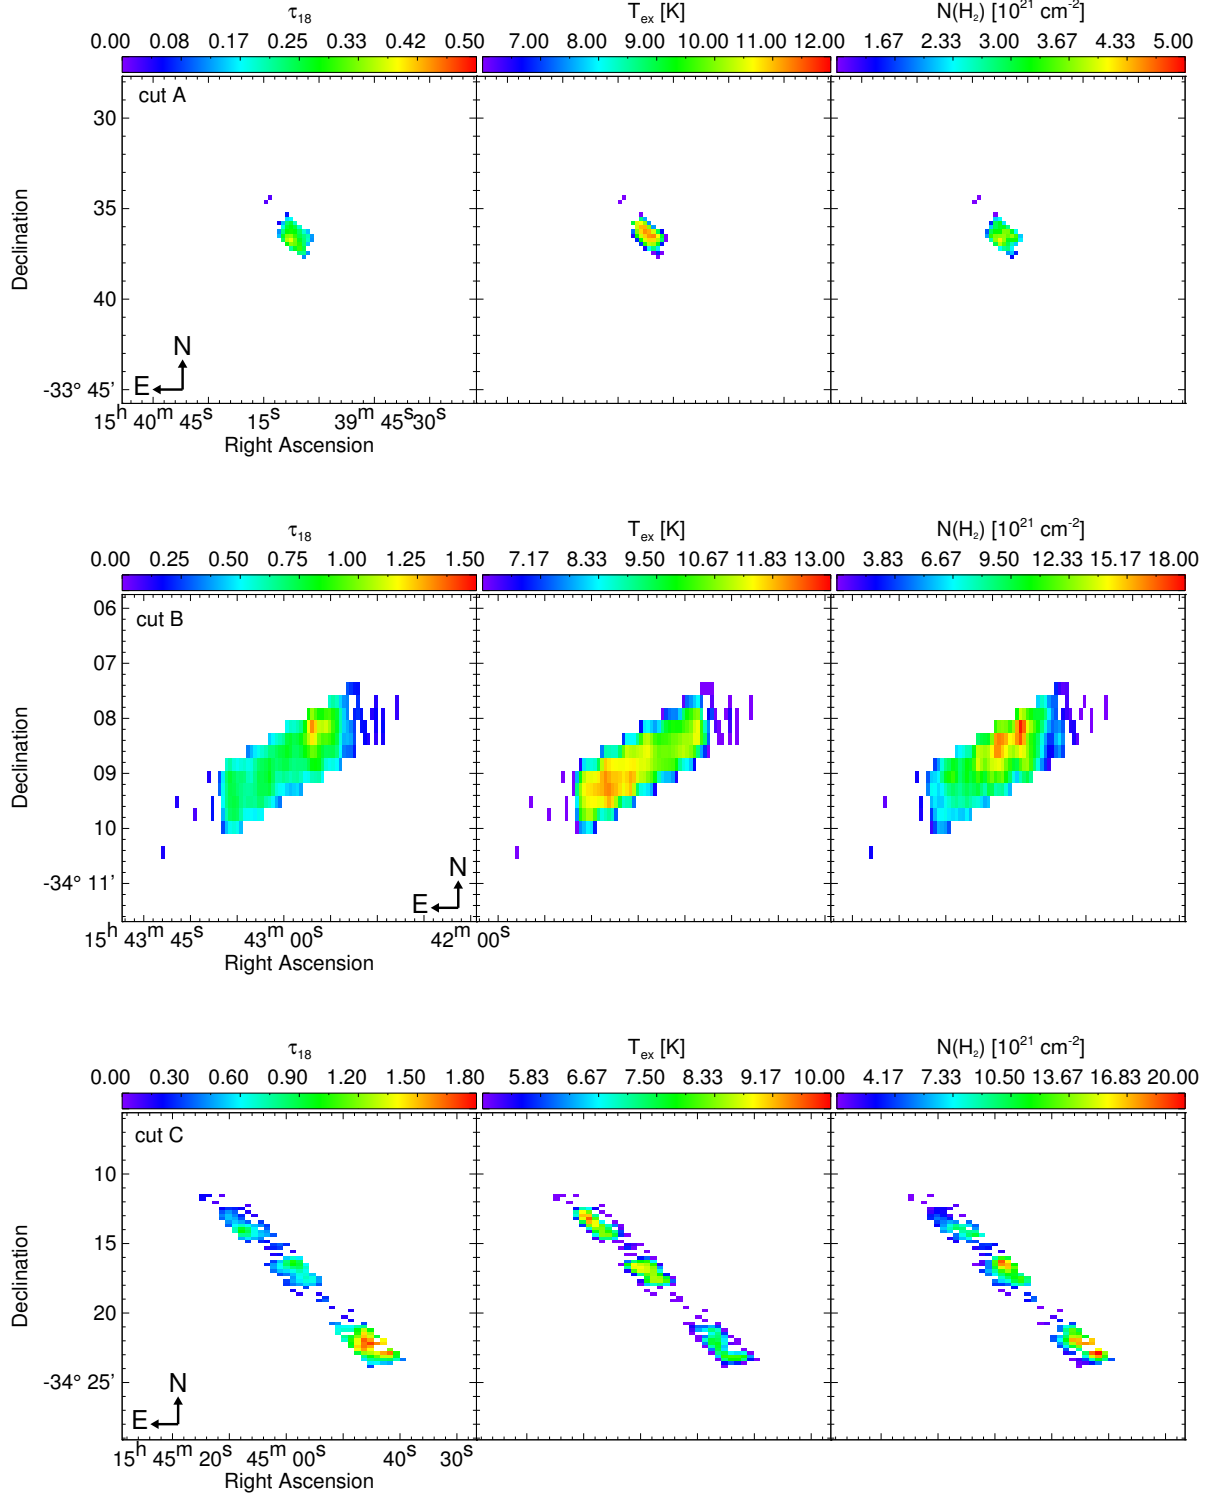 τ18 T_ex [K] N(H2) [10^21 cm^-2]
0.00 0.08 0.17 0.25 0.33 0.42 0.50 7.00 8.00 9.00 10.00 11.00 12.00 1.67 2.33 3.00 3.67 4.33 5.00
cut A
30
35
Declination
40
N
E
-33° 45'
15h 40m 45s 15s 39m 45s 30s
Right Ascension
τ18 T_ex [K] N(H2) [10^21 cm^-2]
0.00 0.25 0.50 0.75 1.00 1.25 1.50 7.17 8.33 9.50 10.67 11.83 13.00 3.83 6.67 9.50 12.33 15.17 18.00
06
cut B
07
08
Declination
09
10
N
E
-34° 11'
15h 43m 45s 43m 00s 42m 00s
Right Ascension
τ18 T_ex [K] N(H2) [10^21 cm^-2]
0.00 0.30 0.60 0.90 1.20 1.50 1.80 5.83 6.67 7.50 8.33 9.17 10.00 4.17 7.33 10.50 13.67 16.83 20.00
cut C
10
15
Declination
20
-34° 25'
N
E
15h 45m 20s 45m 00s 40s 30s
Right Ascension